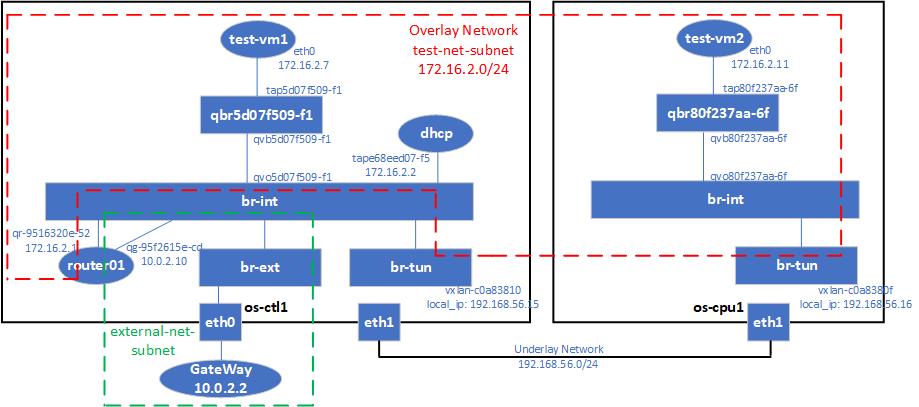 test-vm1
eth0
172.16.2.7
tap5d07f509-f1
qbr5d07f509-f1
qvb5d07f509-f1
qvo5d07f509-f1
dhcp
tape68eed07-f5
172.16.2.2
Overlay Network
test-net-subnet
172.16.2.0/24
test-vm2
eth0
172.16.2.11
tap80f237aa-6f
qbr80f237aa-6f
qvb80f237aa-6f
qvo80f237aa-6f
br-int
br-int
qr-9516320e-52
172.16.2.1
qg-95f2615e-cd
10.0.2.10
router01
br-ext
br-tun
br-tun
vxlan-c0a83810
local_ip: 192.168.56.15
vxlan-c0a8380f
local_ip: 192.168.56.16
os-ctl1
os-cpu1
eth0
eth1
eth1
external-net-
subnet
Underlay Network
192.168.56.0/24
GateWay
10.0.2.2